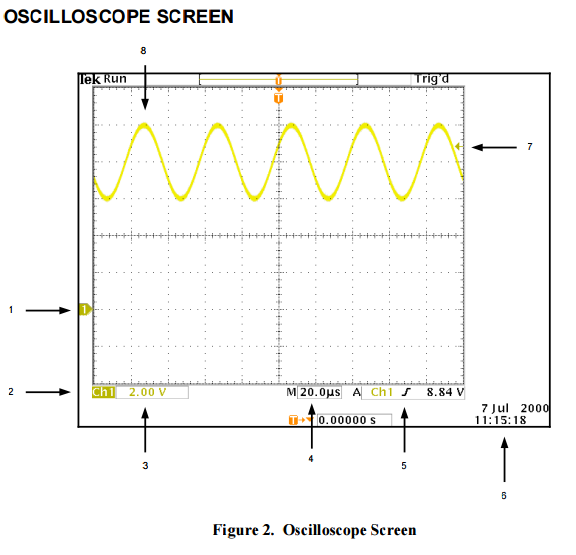 OSCILLOSCOPE SCREEN
8
Tek Run Trig'd
T
T
7
1
1
2
Ch1 2.00 V M 20.0µs A Ch1 8.84 V
T 0.00000 s
7 Jul 2000
11:15:18
3
4
5
6
Figure 2. Oscilloscope Screen